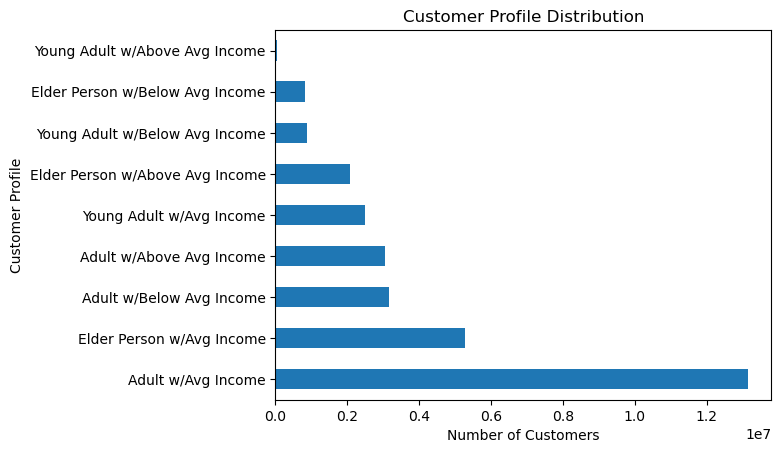 Customer Profile Distribution
Customer Profile
Young Adult w/Above Avg Income
Elder Person w/Below Avg Income
Young Adult w/Below Avg Income
Elder Person w/Above Avg Income
Young Adult w/Avg Income
Adult w/Above Avg Income
Adult w/Below Avg Income
Elder Person w/Avg Income
Adult w/Avg Income
0.0 0.2 0.4 0.6 0.8 1.0 1.2
1e7
Number of Customers